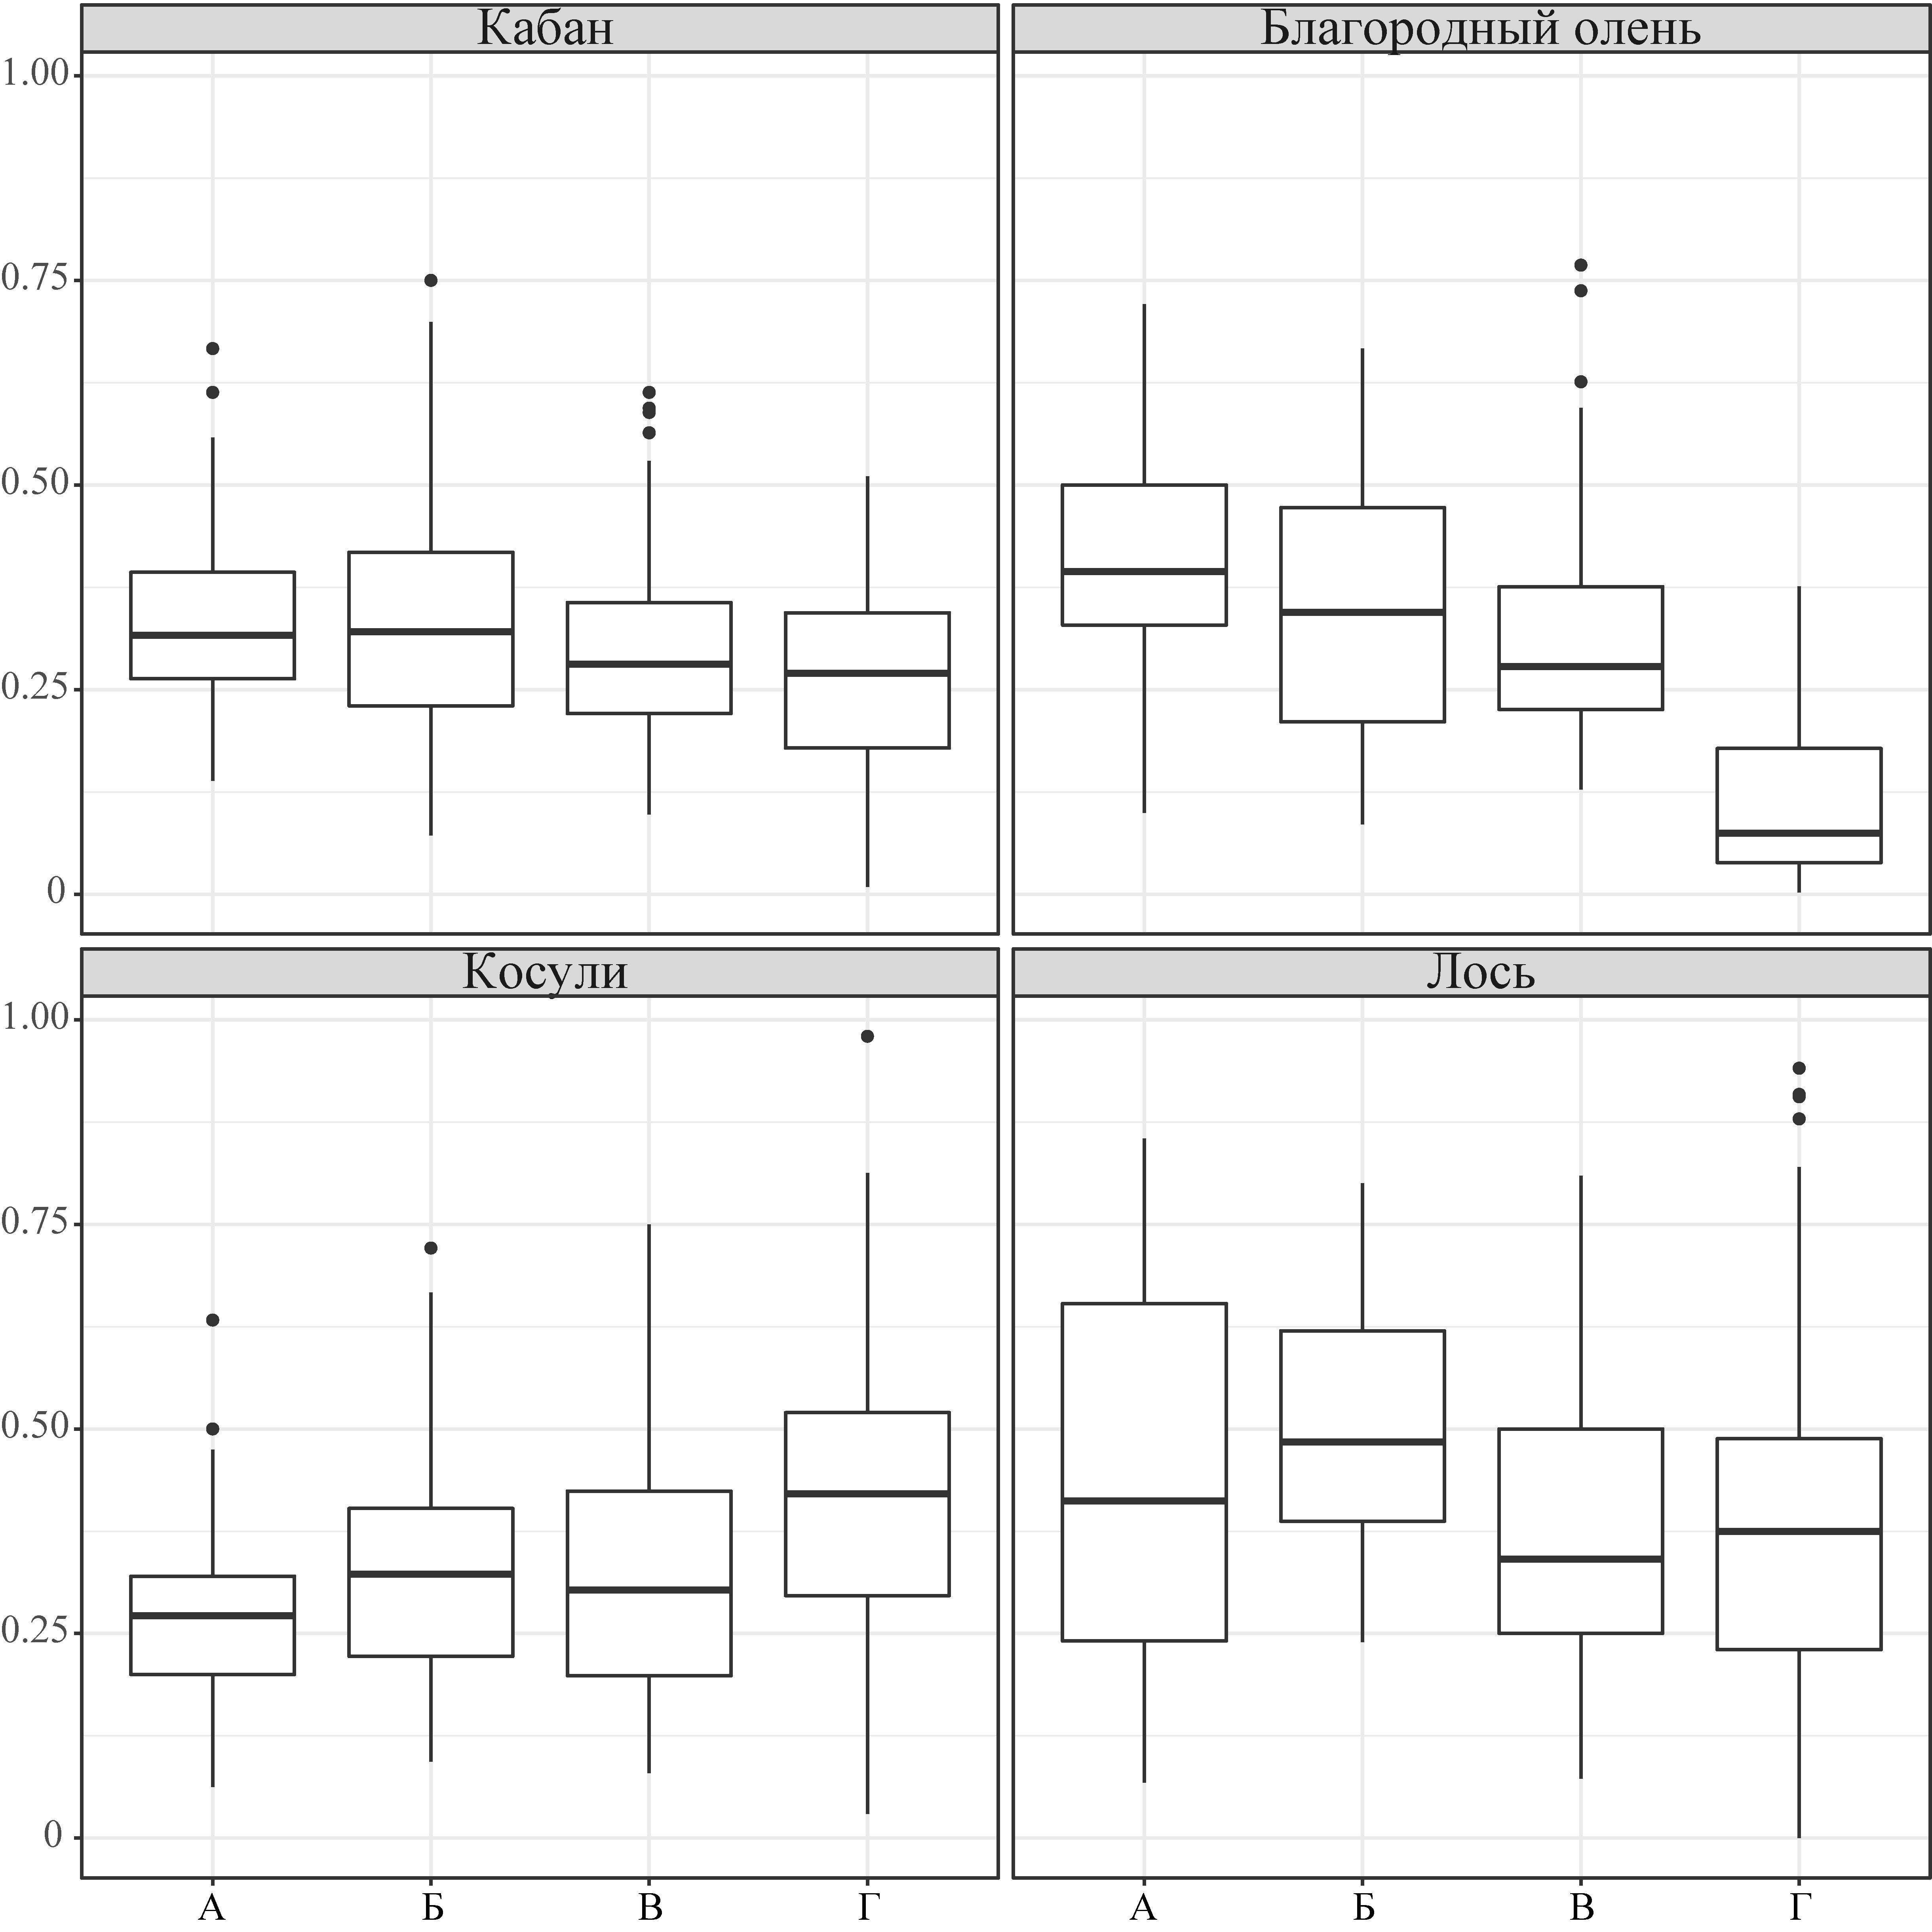 Кабан
Благородный олень
1.00
0.75
0.50
0.25
0
Косули
Лось
1.00
0.75
0.50
0.25
0
А Б В Г
А Б В Г